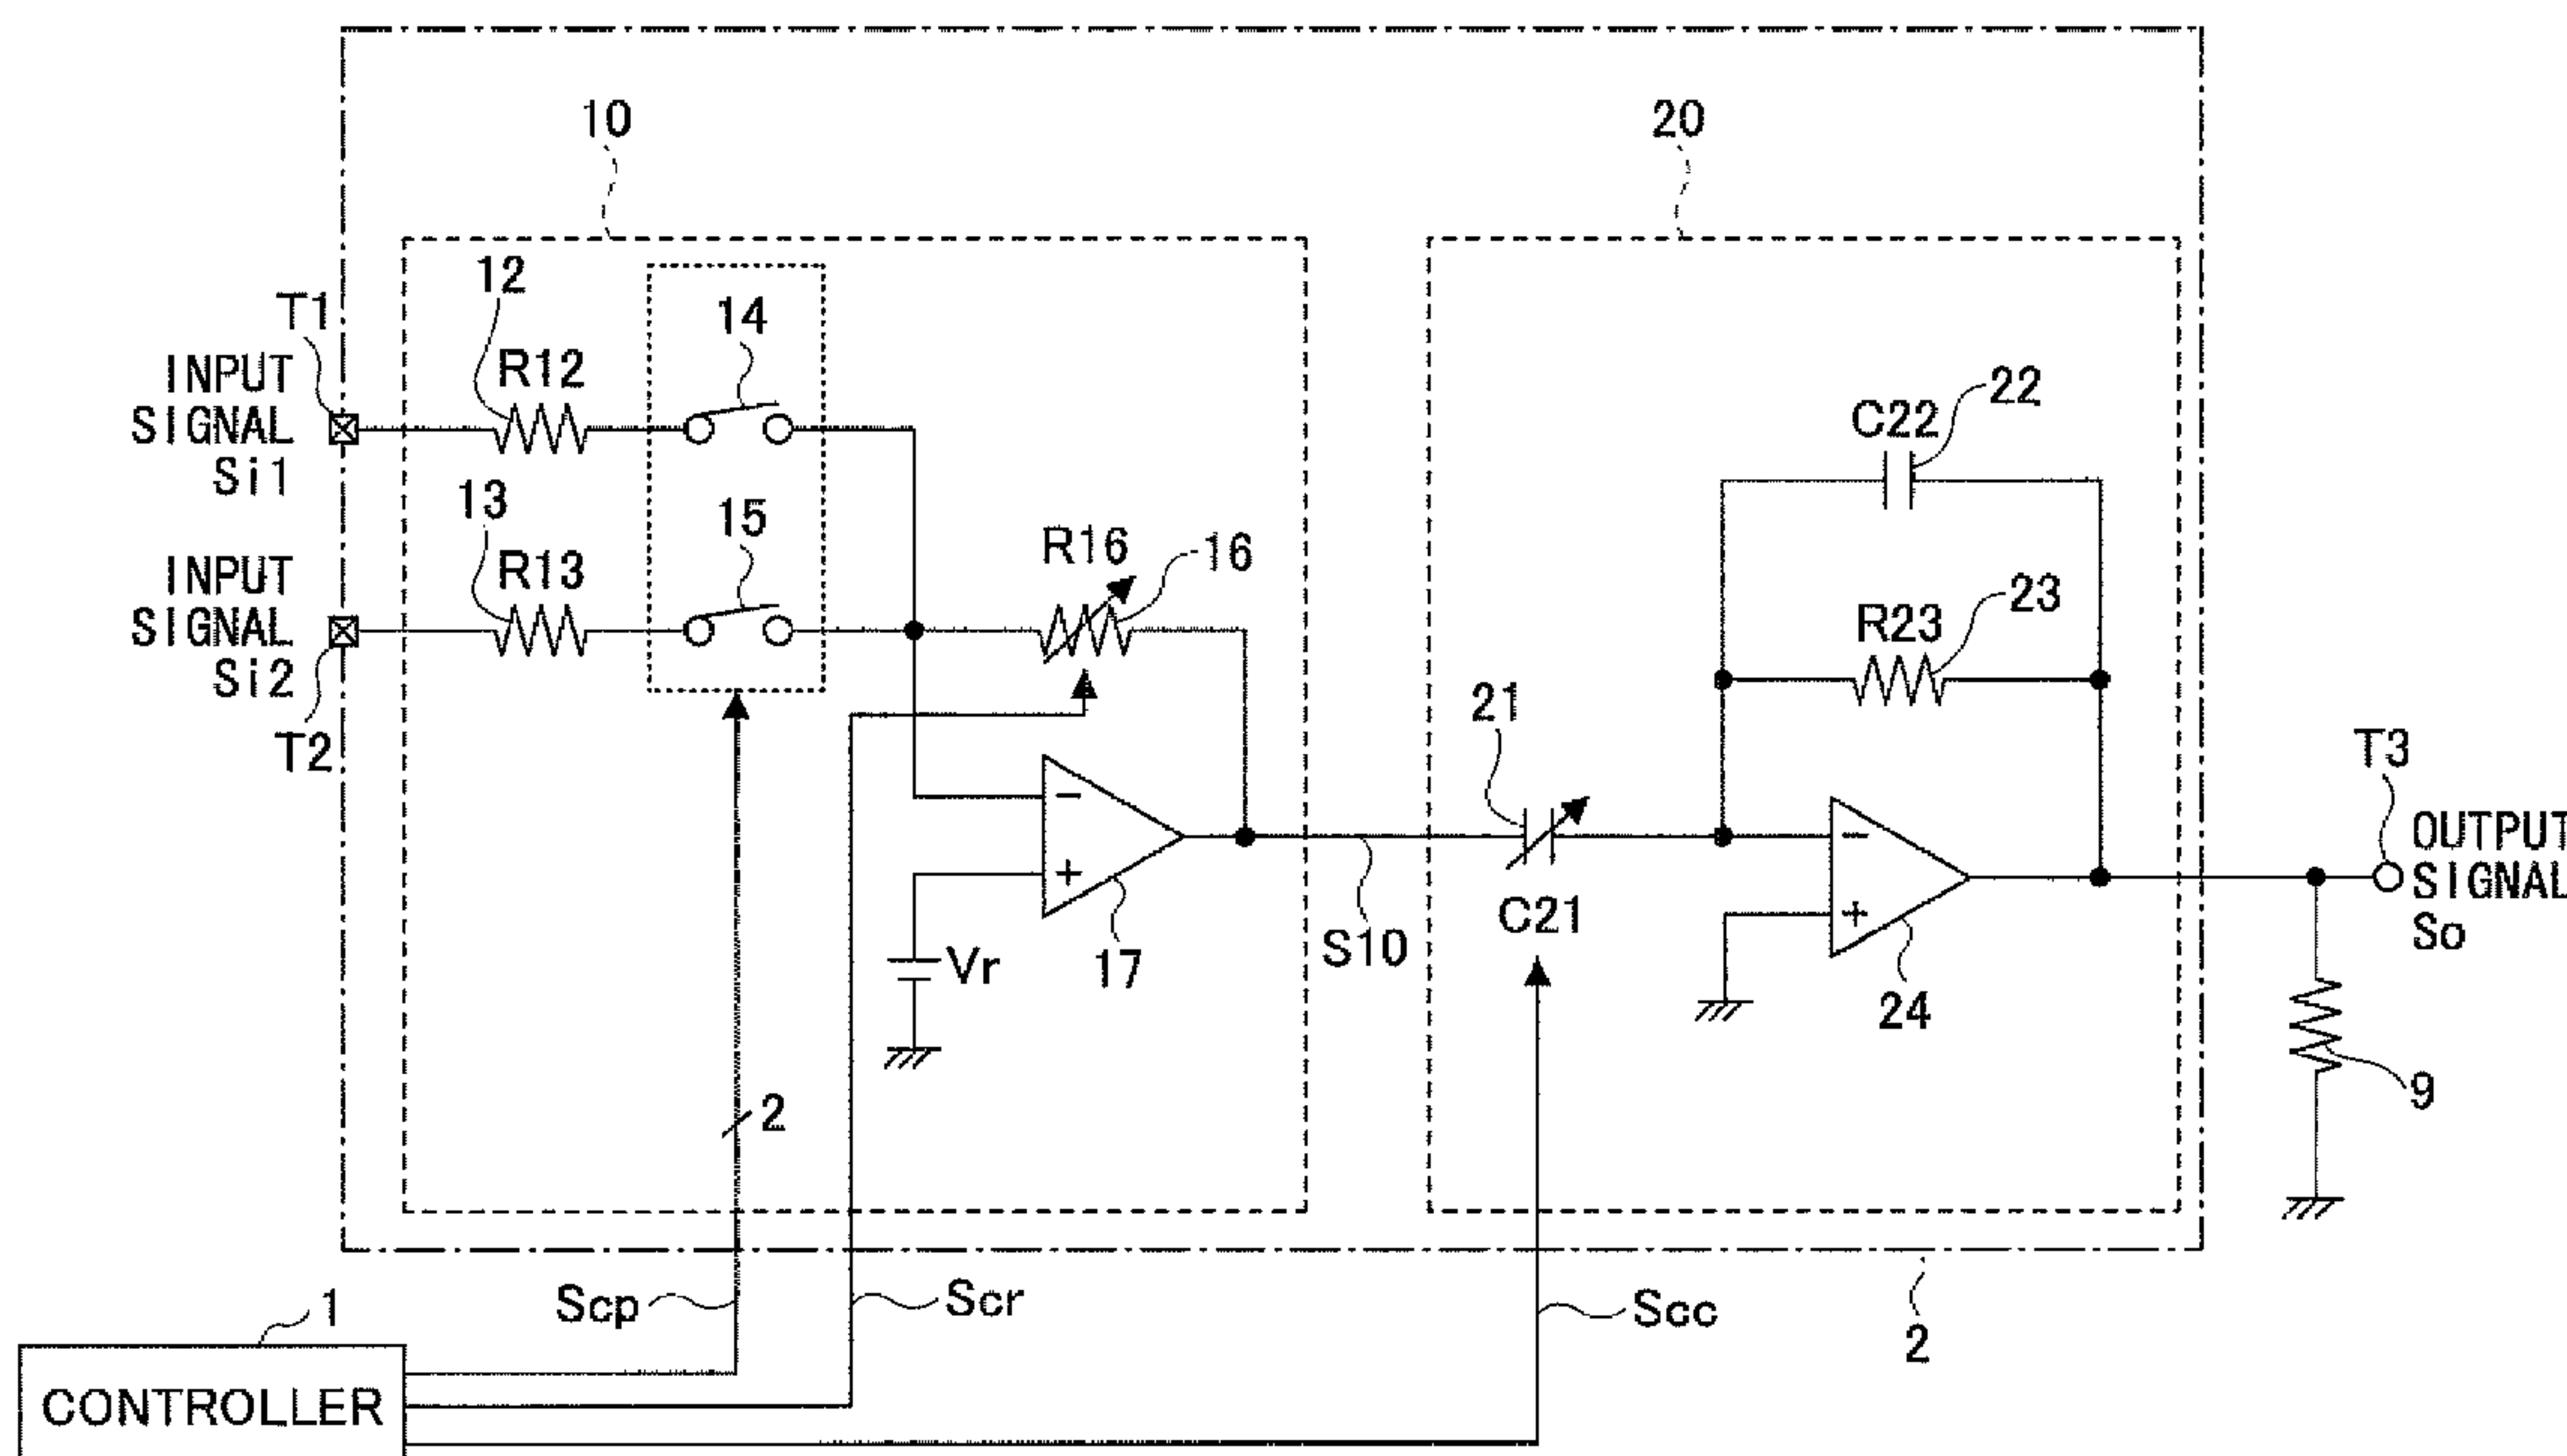 10
20
12
T1
14
INPUT
SIGNAL
Si1
R12
22
C22
13
15
INPUT
SIGNAL
Si2
R13
R16
16
23
R23
T2
21
T3
−
−
OUTPUT
SIGNAL
So
+
+
C21
S10
Vr
17
24
9
2
Scp
Scr
Scc
2
1
CONTROLLER